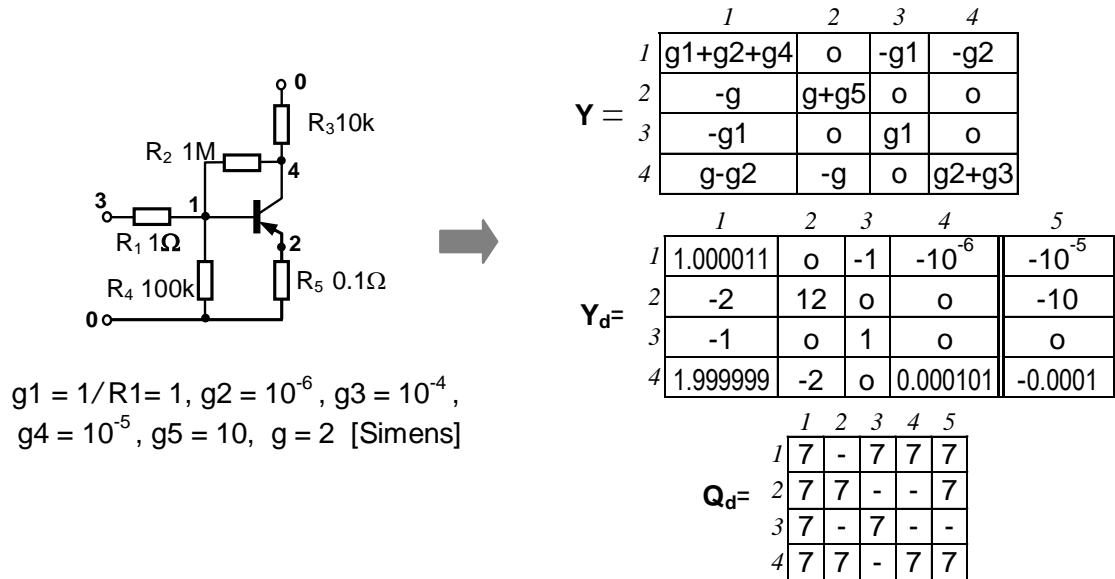 0
R₃10k
R₂ 1M
4
3
1
R₁ 1Ω
2
R₄ 100k
R₅ 0.1Ω
0
g1 = 1/R1= 1, g2 = 10⁻⁶ , g3 = 10⁻⁴ ,
g4 = 10⁻⁵ , g5 = 10, g = 2 [Simens]
1 2 3 4
Y = 1 g1+g2+g4 o -g1 -g2
2 -g g+g5 o o
3 -g1 o g1 o
4 g-g2 -g o g2+g3
1 2 3 4 5
Yd= 1 1.000011 o -1 -10⁻⁶ -10⁻⁵
2 -2 12 o o -10
3 -1 o 1 o o
4 1.999999 -2 o 0.000101 -0.0001
1 2 3 4 5
Qd= 1 7 - 7 7 7
2 7 7 - - 7
3 7 - 7 - -
4 7 7 - 7 7